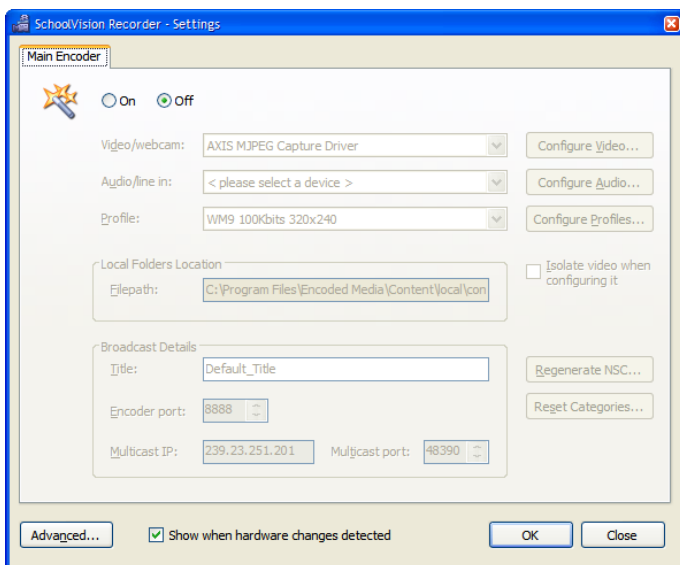 SchoolVision Recorder - Settings
Main Encoder
On Off
Video/webcam: AXIS MJPEG Capture Driver Configure Video...
Audio/line in: < please select a device > Configure Audio...
Profile: WM9 100Kbits 320x240 Configure Profiles...
Local Folders Location
Isolate video when
configuring it
Filepath: C:\Program Files\Encoded Media\Content\local\con
Broadcast Details
Title: Default_Title Regenerate NSC...
Encoder port: 8888 Reset Categories...
Multicast IP: 239.23.251.201 Multicast port: 48390
Advanced... Show when hardware changes detected OK Close